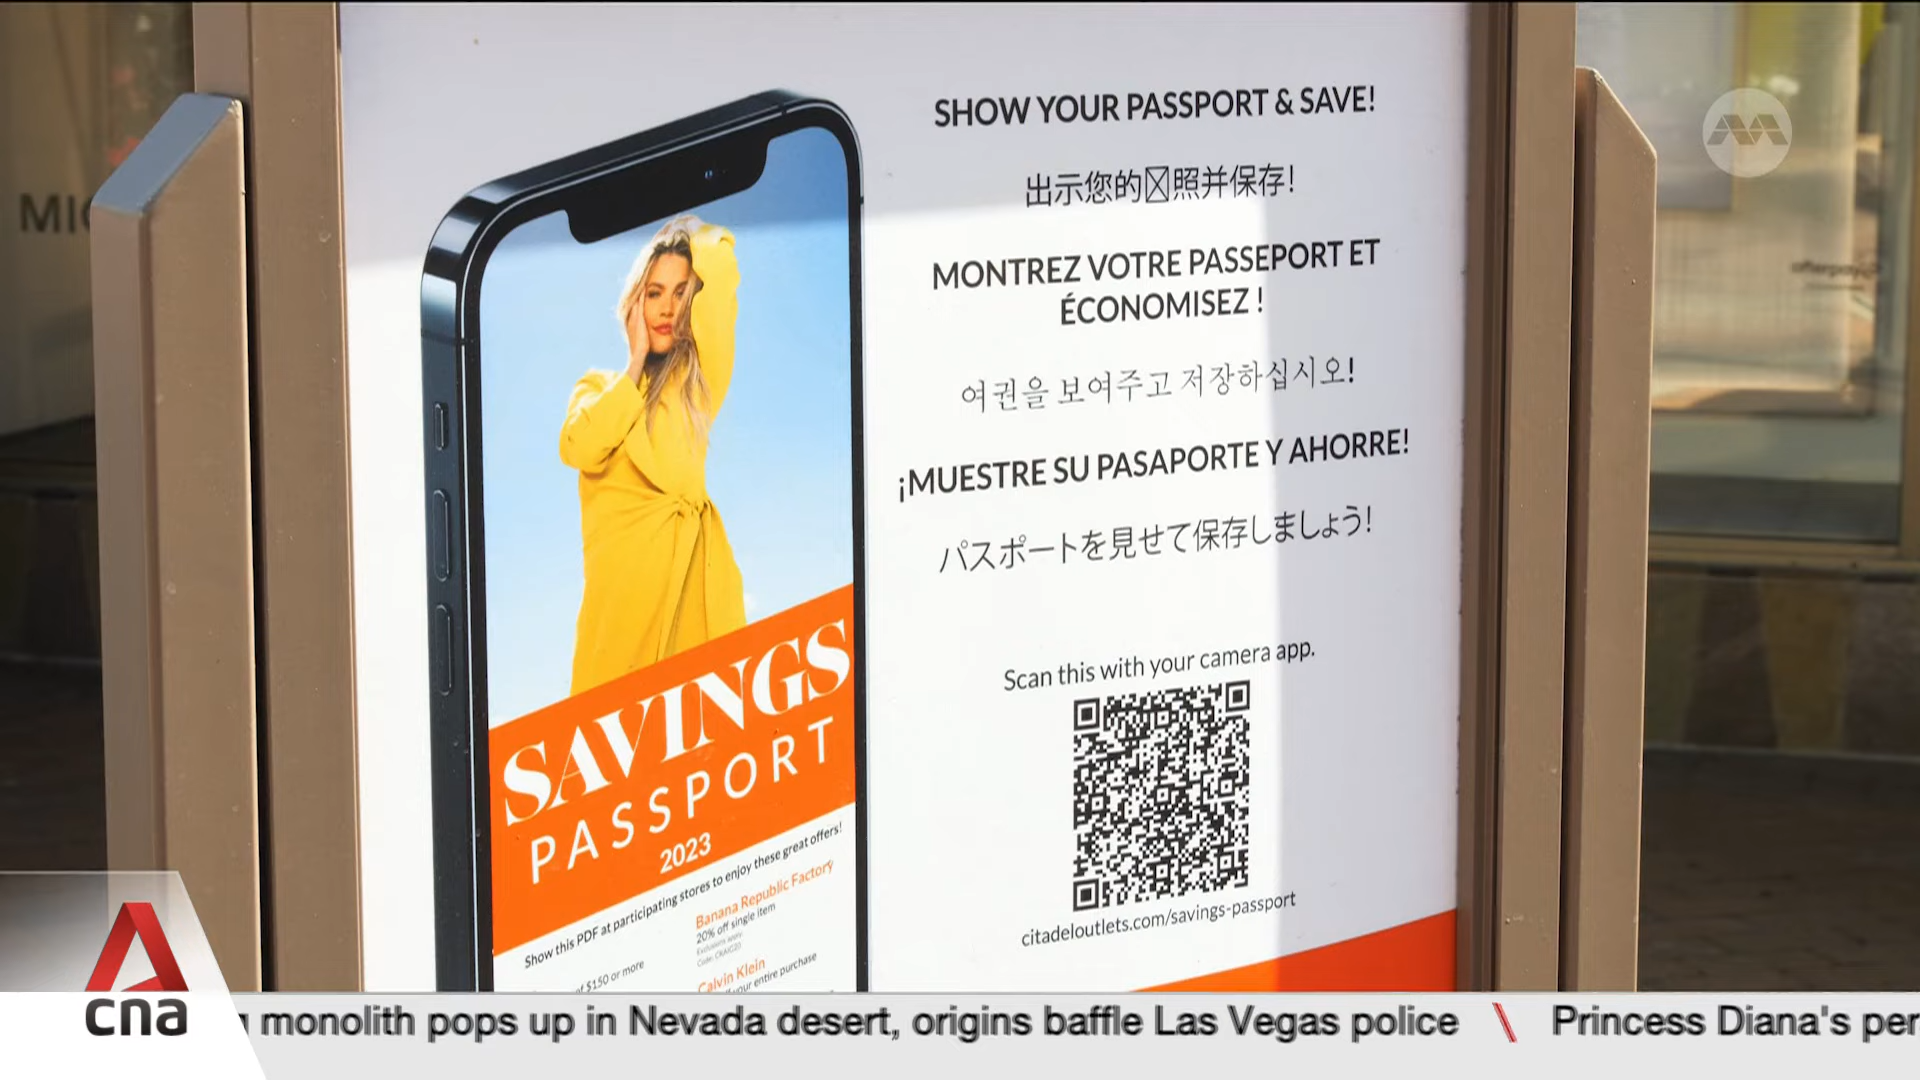 MIC
SHOW YOUR PASSPORT & SAVE!
出示您的☒照并保存!
MONTREZ VOTRE PASSEPORT ET
ÉCONOMISEZ !
여권을 보여주고 저장하십시오!
¡MUESTRE SU PASAPORTE Y AHORRE!
パスポートを見せて保存しましょう!
Scan this with your camera app.
citadeloutlets.com/savings-passport
SAVINGS
PASSPORT
2023
Show this PDF at participating stores to enjoy these great offers!
Banana Republic Factory
20% off single item
Calvin Klein
your entire purchase
of $150 or more
afterpay
cna
monolith pops up in Nevada desert, origins baffle Las Vegas police \ Princess Diana's per